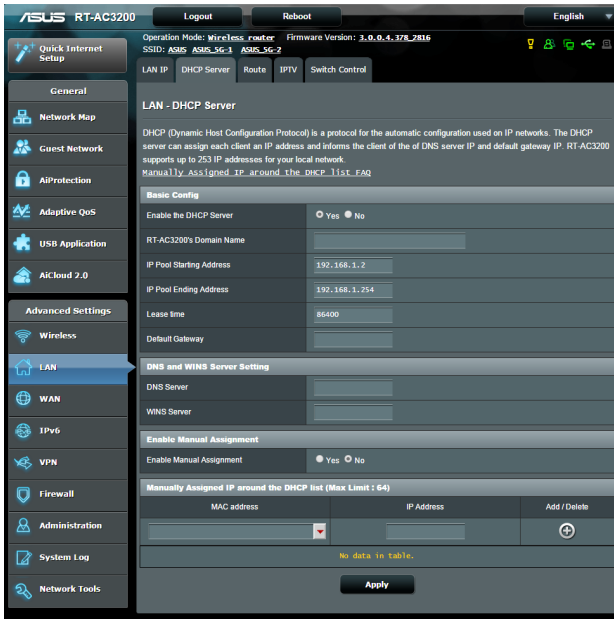 ASUS RT-AC3200 Logout Reboot English
Quick Internet Setup
Operation Mode: Wireless router Firmware Version: 3.0.0.4.378_2816
SSID: ASUS ASUS_5G-1 ASUS_5G-2
LAN IP DHCP Server Route IPTV Switch Control
General
Network Map
Guest Network
AiProtection
Adaptive QoS
USB Application
AiCloud 2.0
Advanced Settings
Wireless
LAN
WAN
IPv6
VPN
Firewall
Administration
System Log
Network Tools
LAN - DHCP Server
DHCP (Dynamic Host Configuration Protocol) is a protocol for the automatic configuration used on IP networks. The DHCP
server can assign each client an IP address and informs the client of the of DNS server IP and default gateway IP. RT-AC3200
supports up to 253 IP addresses for your local network.
Manually Assigned IP around the DHCP list FAQ
Basic Config
Enable the DHCP Server Yes No
RT-AC3200's Domain Name
IP Pool Starting Address 192.168.1.2
IP Pool Ending Address 192.168.1.254
Lease time 86400
Default Gateway
DNS and WINS Server Setting
DNS Server
WINS Server
Enable Manual Assignment
Enable Manual Assignment Yes No
Manually Assigned IP around the DHCP list (Max Limit : 64)
MAC address IP Address Add / Delete
No data in table.
Apply